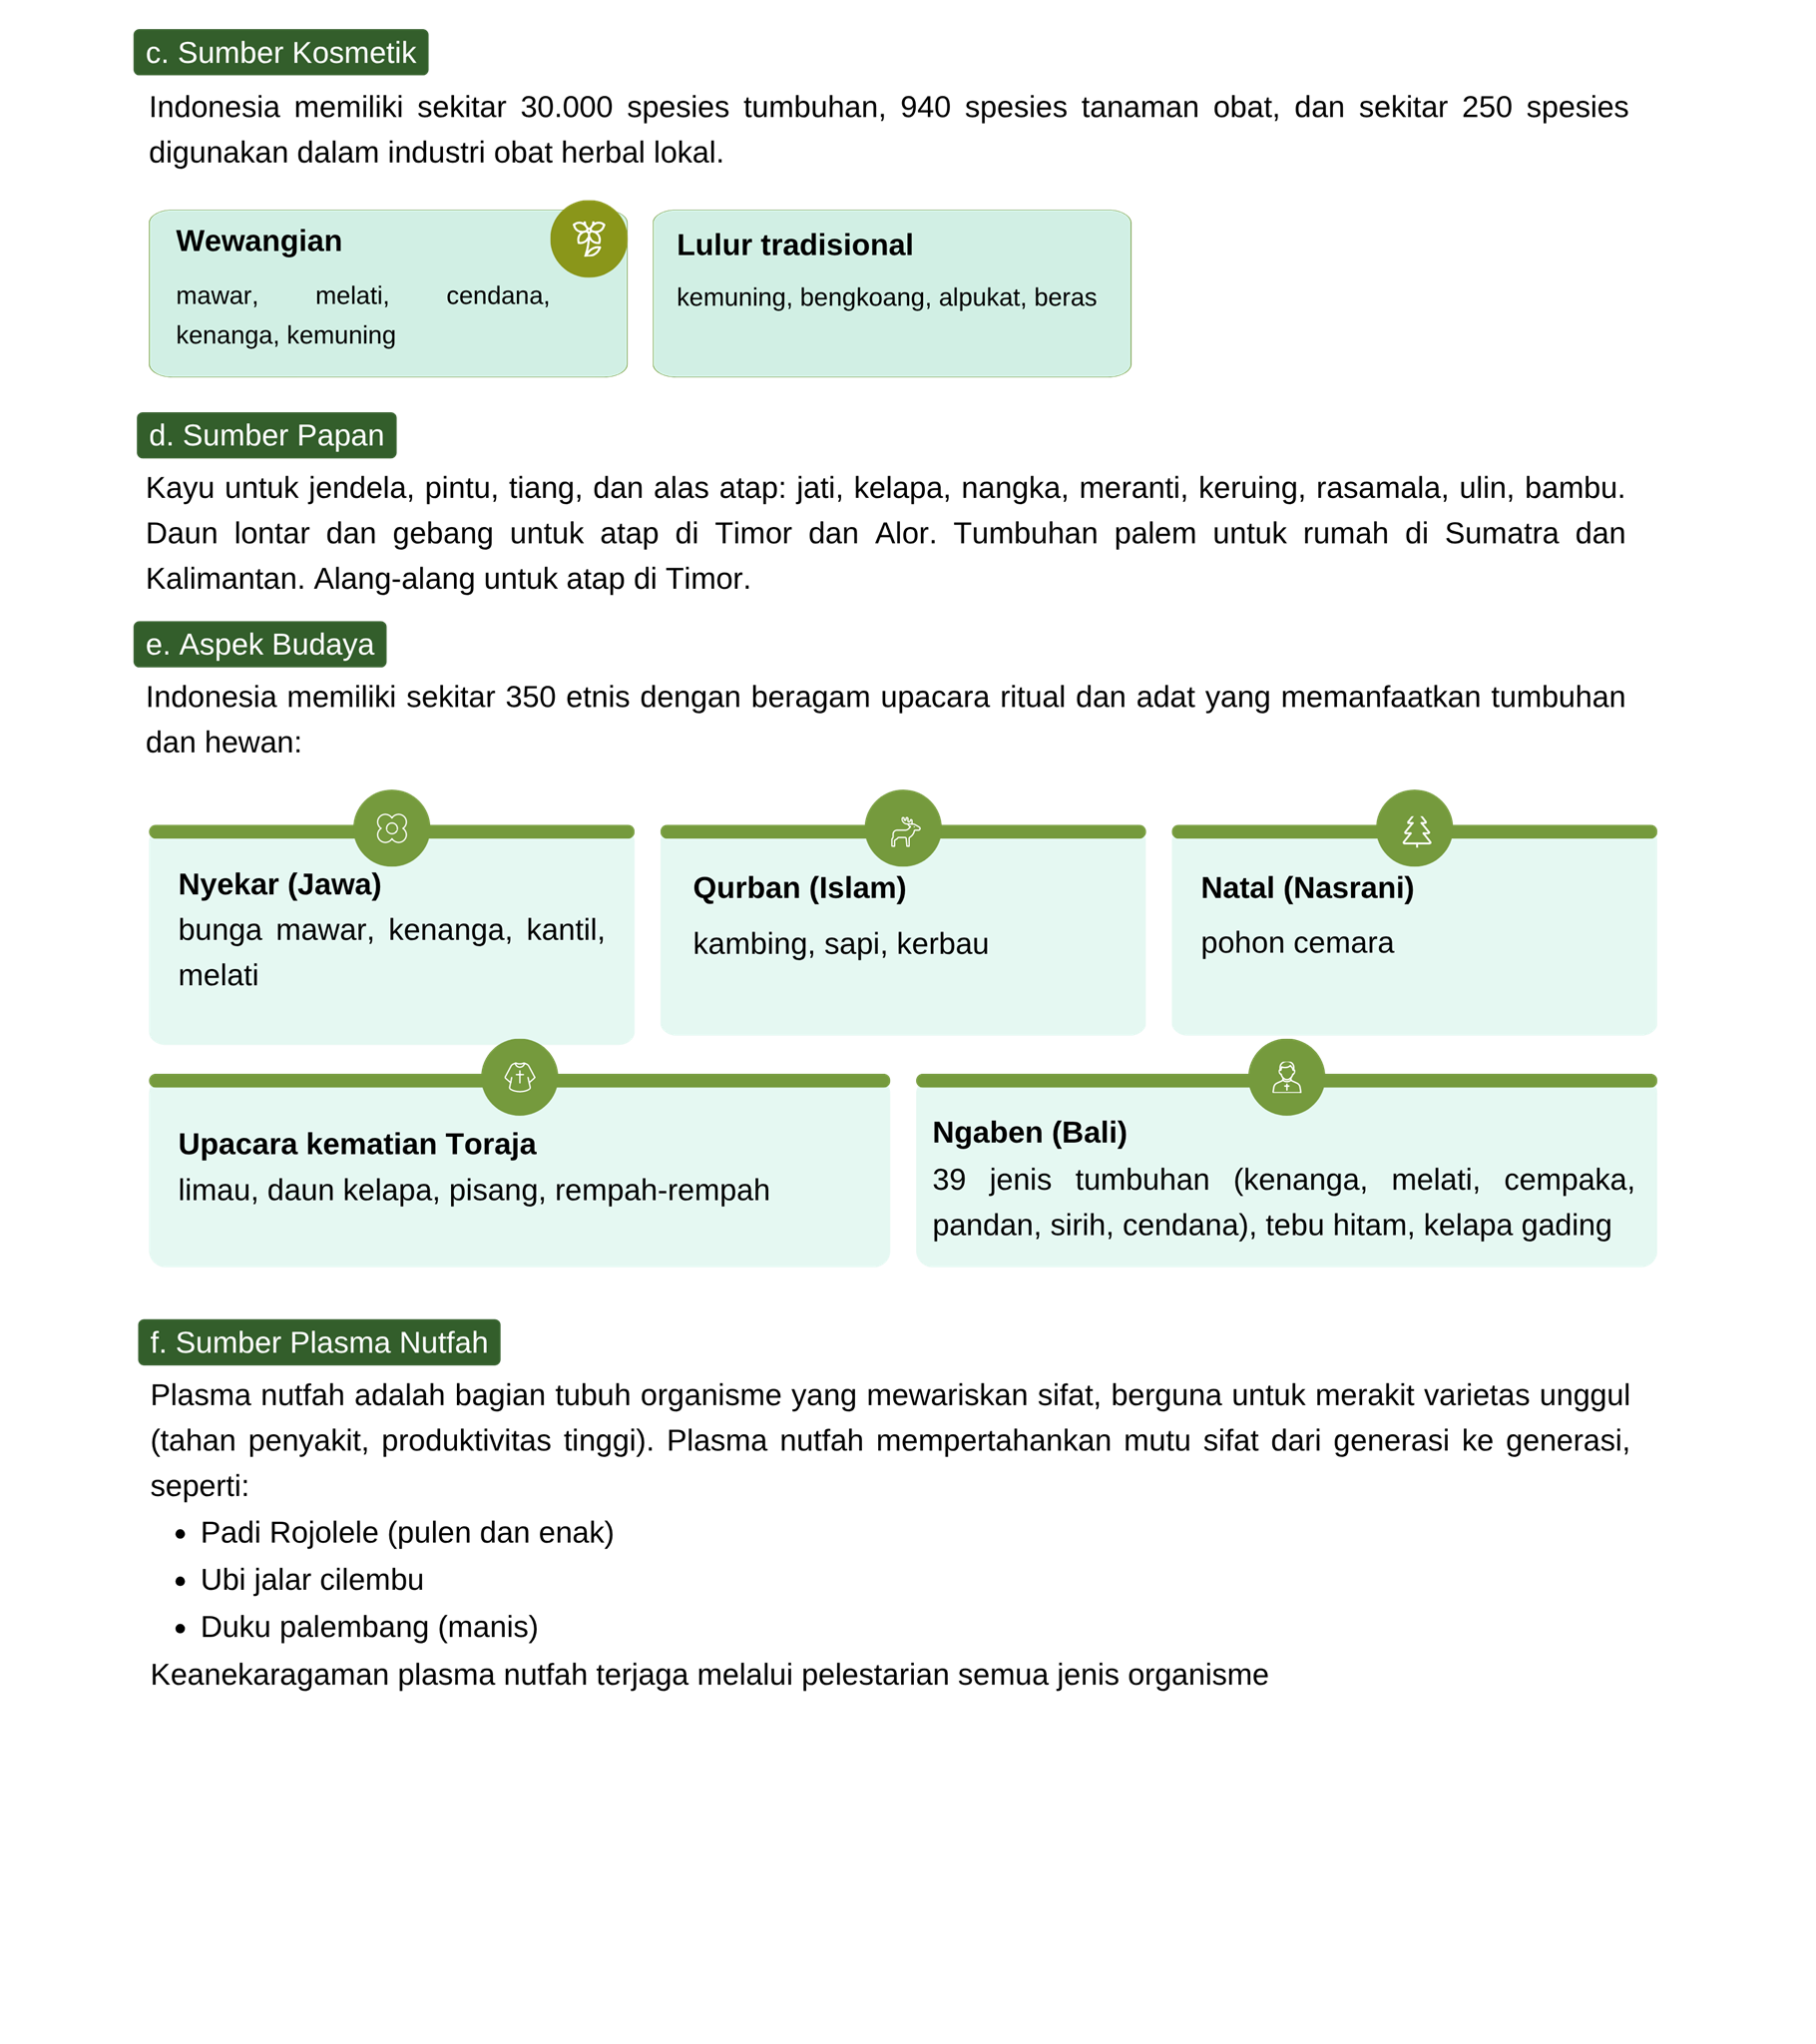 c. Sumber Kosmetik
Indonesia memiliki sekitar 30.000 spesies tumbuhan, 940 spesies tanaman obat, dan sekitar 250 spesies
digunakan dalam industri obat herbal lokal.
Wewangian
mawar, melati, cendana,
kenanga, kemuning
Lulur tradisional
kemuning, bengkoang, alpukat, beras
d. Sumber Papan
Kayu untuk jendela, pintu, tiang, dan alas atap: jati, kelapa, nangka, meranti, keruing, rasamala, ulin, bambu.
Daun lontar dan gebang untuk atap di Timor dan Alor. Tumbuhan palem untuk rumah di Sumatra dan
Kalimantan. Alang-alang untuk atap di Timor.
e. Aspek Budaya
Indonesia memiliki sekitar 350 etnis dengan beragam upacara ritual dan adat yang memanfaatkan tumbuhan
dan hewan:
Nyekar (Jawa)
bunga mawar, kenanga, kantil,
melati
Qurban (Islam)
kambing, sapi, kerbau
Natal (Nasrani)
pohon cemara
Upacara kematian Toraja
limau, daun kelapa, pisang, rempah-rempah
Ngaben (Bali)
39 jenis tumbuhan (kenanga, melati, cempaka,
pandan, sirih, cendana), tebu hitam, kelapa gading
f. Sumber Plasma Nutfah
Plasma nutfah adalah bagian tubuh organisme yang mewariskan sifat, berguna untuk merakit varietas unggul
(tahan penyakit, produktivitas tinggi). Plasma nutfah mempertahankan mutu sifat dari generasi ke generasi,
seperti:
• Padi Rojolele (pulen dan enak)
• Ubi jalar cilembu
• Duku palembang (manis)
Keanekaragaman plasma nutfah terjaga melalui pelestarian semua jenis organisme